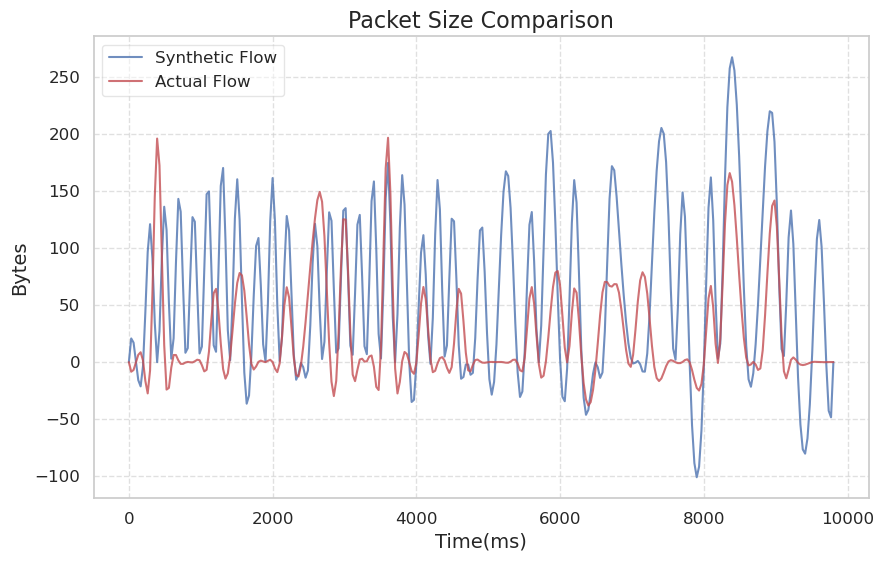 Packet Size Comparison
Synthetic Flow
Actual Flow
250
200
150
100
50
0
−50
−100
Bytes
0 2000 4000 6000 8000 10000
Time(ms)